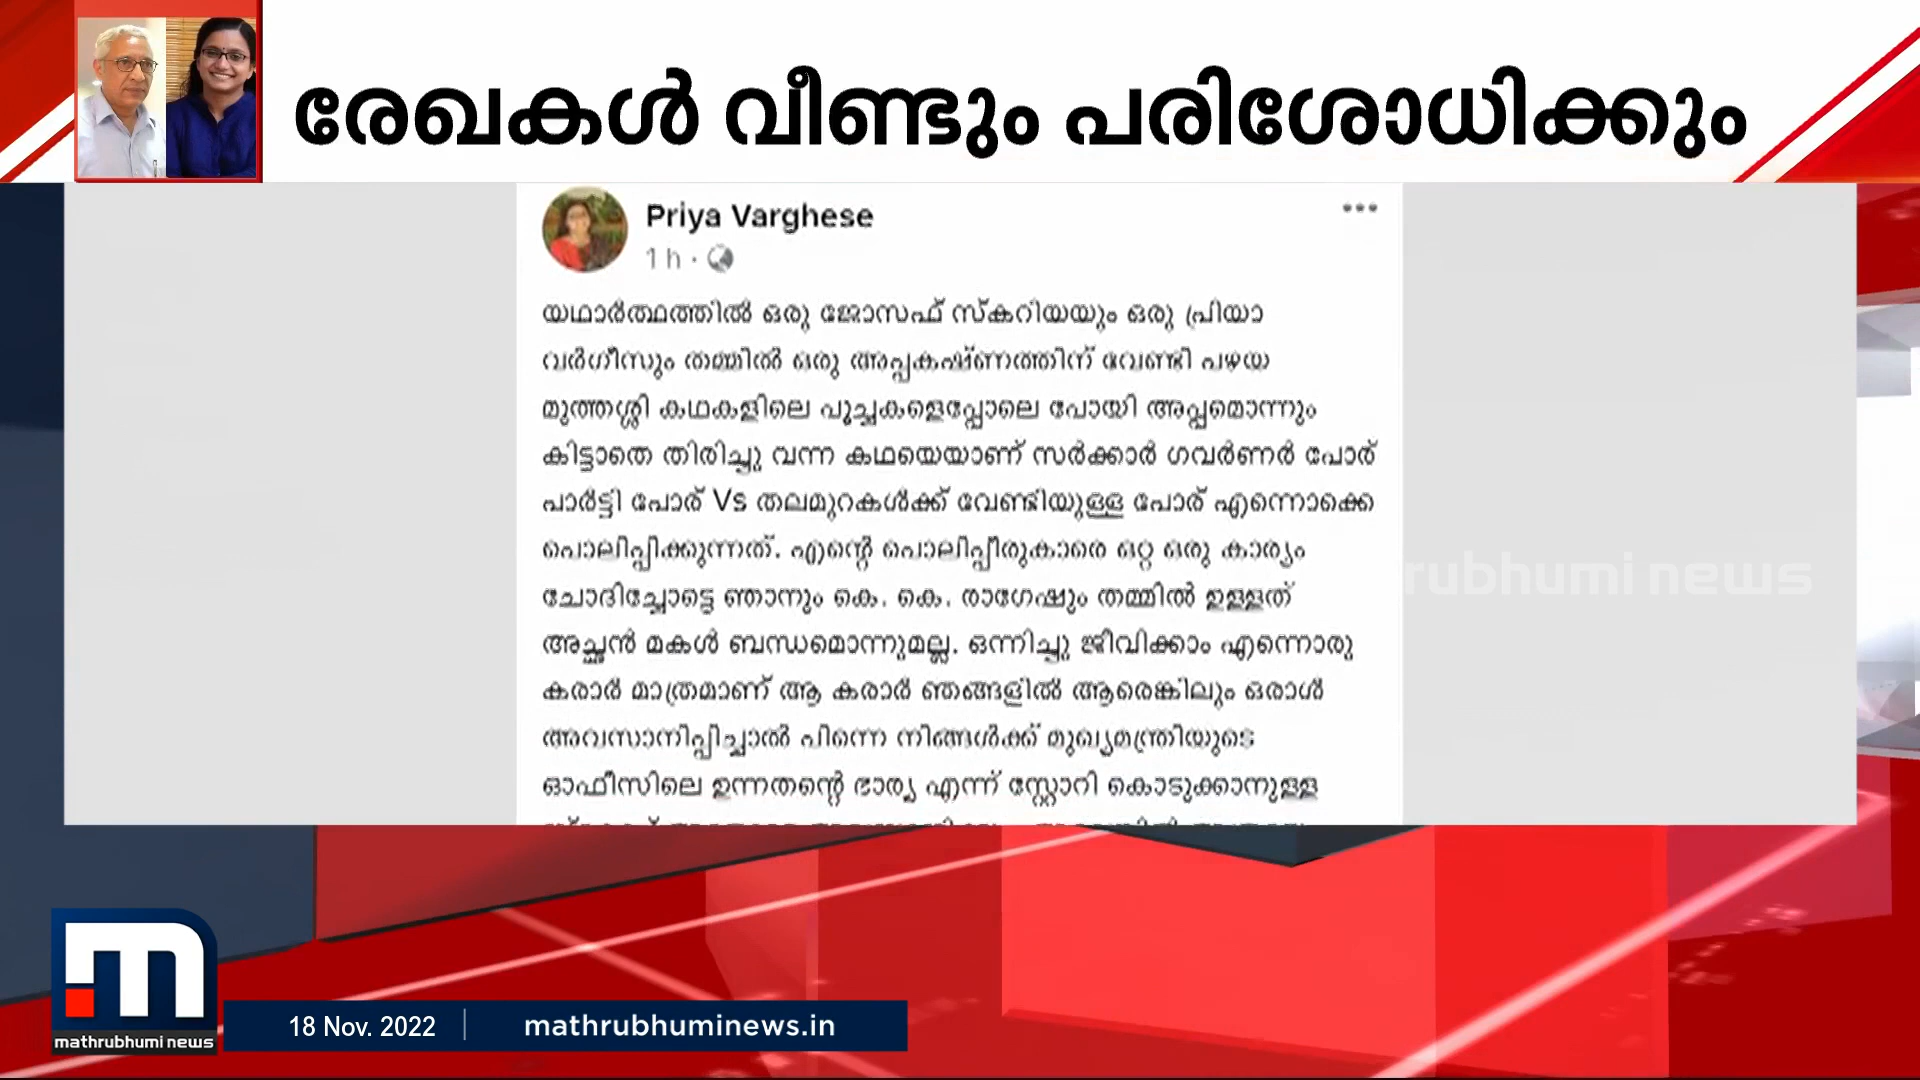 രേഖകൾ വീണ്ടും പരിശോധിക്കും
Priya Varghese
1 h
യഥാർത്ഥത്തിൽ ഒരു ജോസഫ് സ്കറിയയും ഒരു പ്രിയാ
വർഗീസും തമ്മിൽ ഒരു അപ്പകഷ്ണത്തിന് വേണ്ടി പഴയ
മുത്തശ്ശി കഥകളിലെ പൂച്ചകളെപ്പോലെ പോയി അപ്പമൊന്നും
കിട്ടാതെ തിരിച്ചു വന്ന കഥയെയാണ് സർക്കാർ ഗവർണർ പോര്
പാർട്ടി പോര് Vs തലമുറകൾക്ക് വേണ്ടിയുള്ള പോര് എന്നൊക്കെ
പൊലിപ്പിക്കുന്നത്. എന്റെ പൊലിപ്പീരുകാരെ ഒറ്റ ഒരു കാര്യം
ചോദിച്ചോട്ടെ ഞാനും കെ. കെ. രാഗേഷും തമ്മിൽ ഉള്ളത്
അച്ഛൻ മകൾ ബന്ധമൊന്നുമല്ല. ഒന്നിച്ചു ജീവിക്കാം എന്നൊരു
കരാർ മാത്രമാണ് ആ കരാർ ഞങ്ങളിൽ ആരെങ്കിലും ഒരാൾ
അവസാനിപ്പിച്ചാൽ പിന്നെ നിങ്ങൾക്ക് മുഖ്യമന്ത്രിയുടെ
ഓഫീസിലെ ഉന്നതന്റെ ഭാര്യ എന്ന് സ്റ്റോറി കൊടുക്കാനുള്ള
rubhumi news
mathrubhumi news
18 Nov. 2022
mathrubhuminews.in